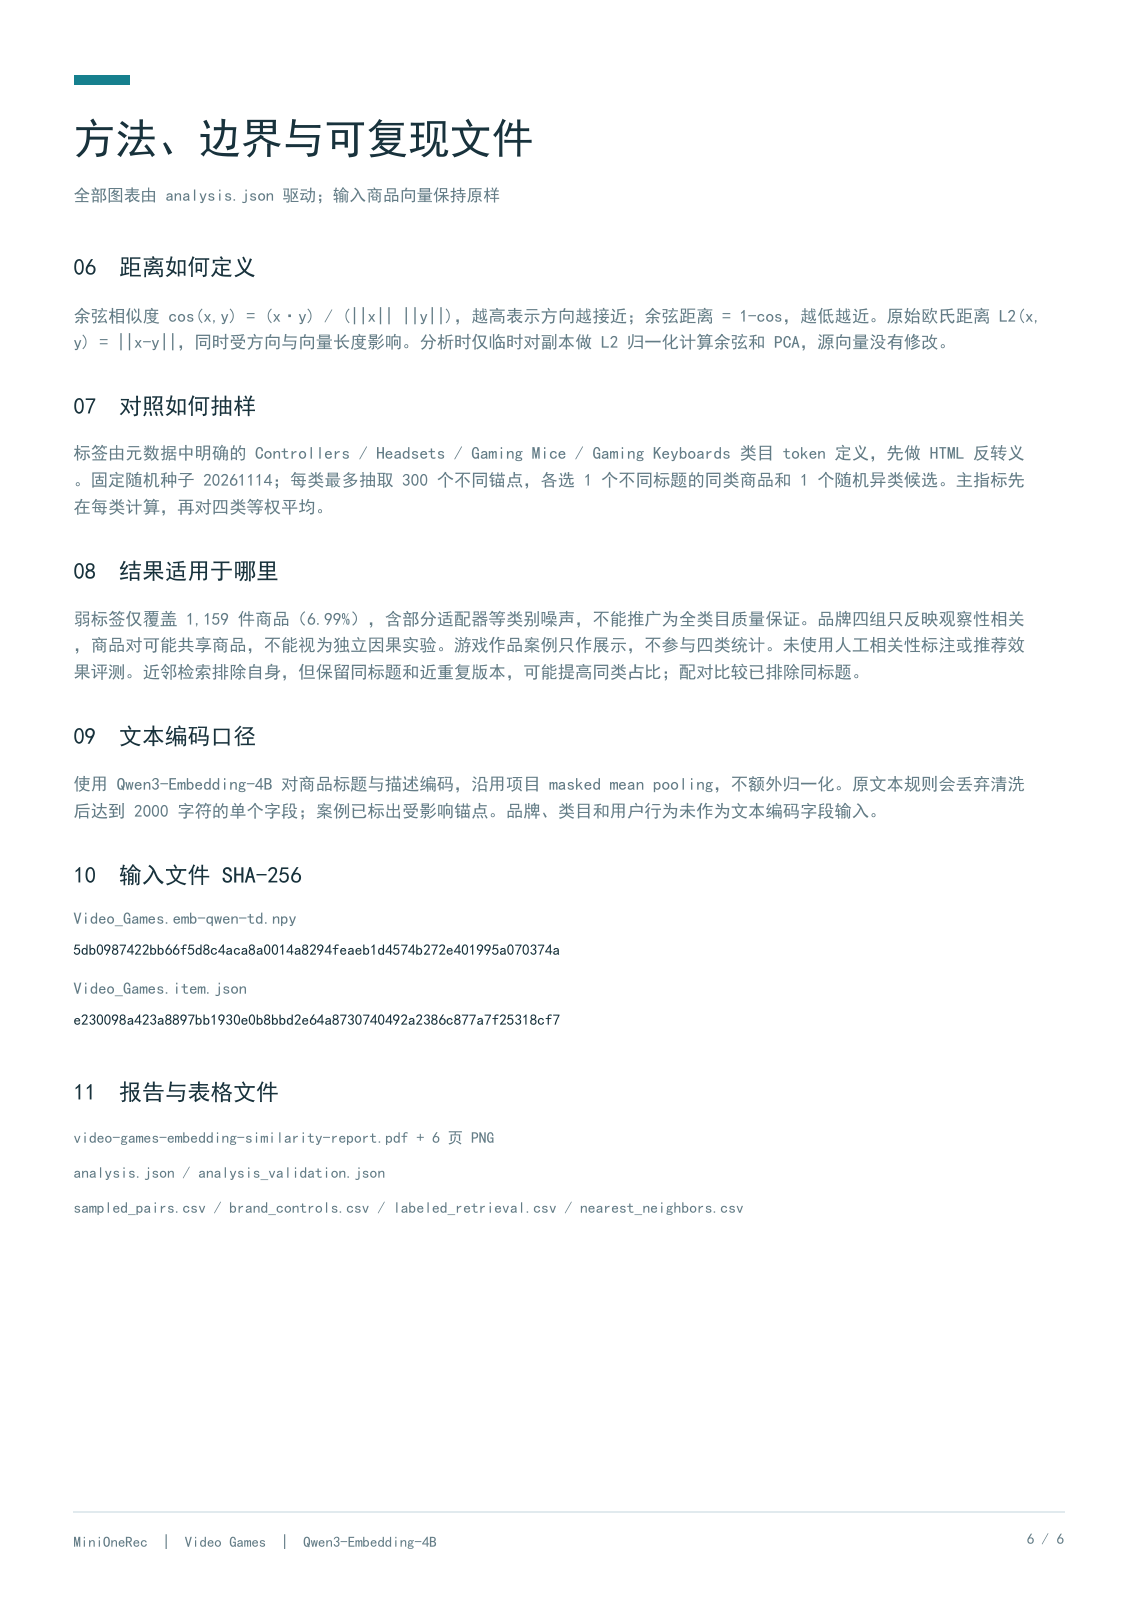 方法、边界与可复现文件
全部图表由 analysis.json 驱动；输入商品向量保持原样
06 距离如何定义
余弦相似度 cos(x,y) = (x·y) / (||x|| ||y||)，越高表示方向越接近；余弦距离 = 1-cos，越低越近。原始欧氏距离 L2(x,
y) = ||x-y||，同时受方向与向量长度影响。分析时仅临时对副本做 L2 归一化计算余弦和 PCA，源向量没有修改。
07 对照如何抽样
标签由元数据中明确的 Controllers / Headsets / Gaming Mice / Gaming Keyboards 类目 token 定义，先做 HTML 反转义
。固定随机种子 20261114；每类最多抽取 300 个不同锚点，各选 1 个不同标题的同类商品和 1 个随机异类候选。主指标先
在每类计算，再对四类等权平均。
08 结果适用于哪里
弱标签仅覆盖 1,159 件商品（6.99%），含部分适配器等类别噪声，不能推广为全类目质量保证。品牌四组只反映观察性相关
，商品对可能共享商品，不能视为独立因果实验。游戏作品案例只作展示，不参与四类统计。未使用人工相关性标注或推荐效
果评测。近邻检索排除自身，但保留同标题和近重复版本，可能提高同类占比；配对比较已排除同标题。
09 文本编码口径
使用 Qwen3-Embedding-4B 对商品标题与描述编码，沿用项目 masked mean pooling，不额外归一化。原文本规则会丢弃清洗
后达到 2000 字符的单个字段；案例已标出受影响锚点。品牌、类目和用户行为未作为文本编码字段输入。
10 输入文件 SHA-256
Video_Games.emb-qwen-td.npy
5db0987422bb66f5d8c4aca8a0014a8294feaeb1d4574b272e401995a070374a
Video_Games.item.json
e230098a423a8897bb1930e0b8bbd2e64a8730740492a2386c877a7f25318cf7
11 报告与表格文件
video-games-embedding-similarity-report.pdf + 6 页 PNG
analysis.json / analysis_validation.json
sampled_pairs.csv / brand_controls.csv / labeled_retrieval.csv / nearest_neighbors.csv
MiniOneRec | Video Games | Qwen3-Embedding-4B
6 / 6